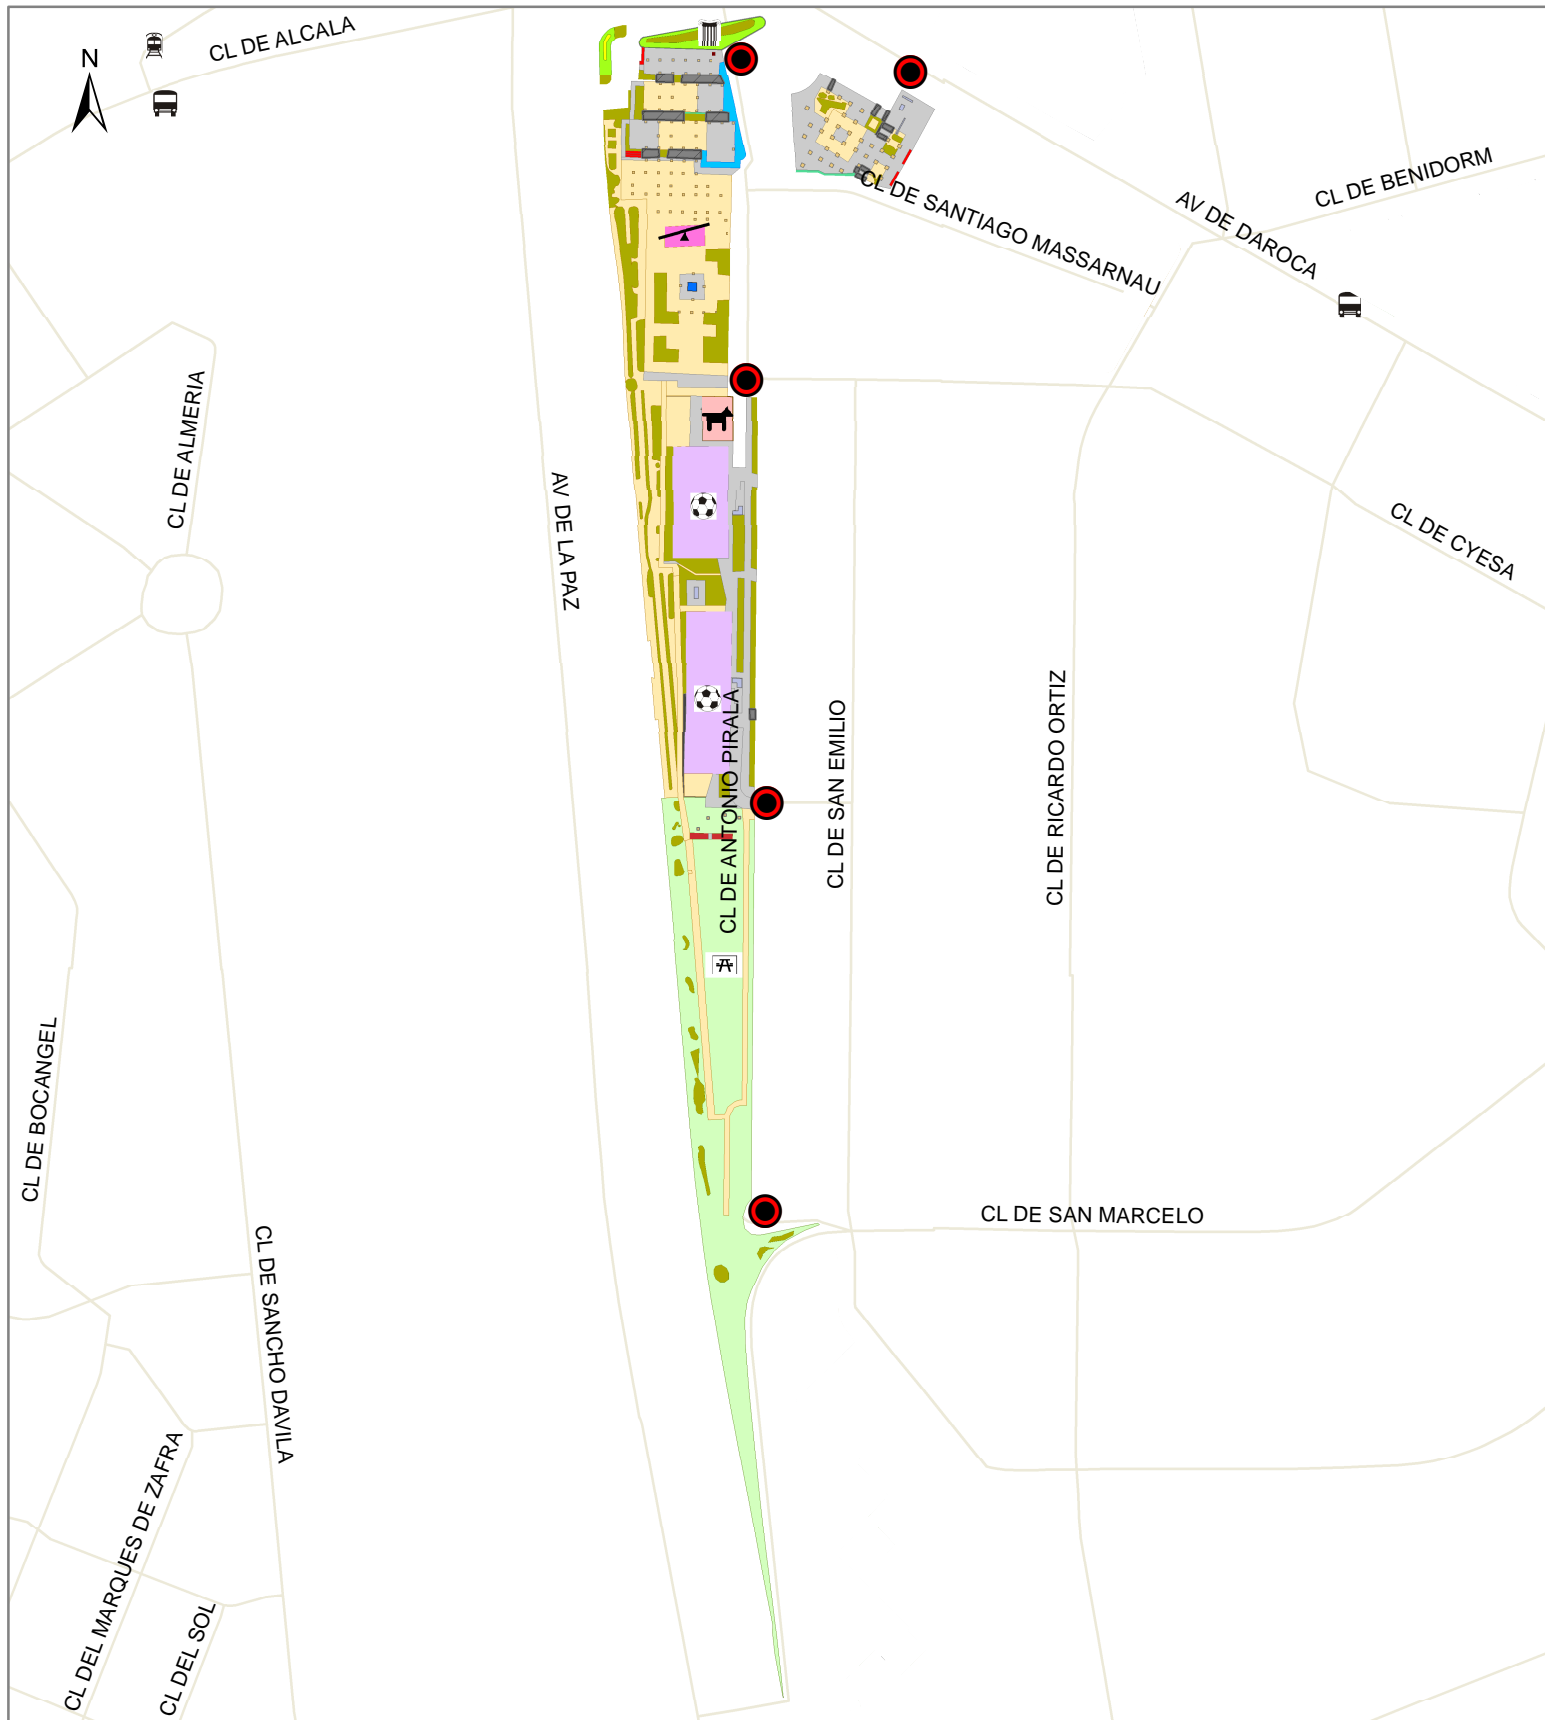 CL DE ALCALA
N
CL DE BENIDORM
CL DE SANTIAGO MASSARNAU
AV DE DAROCA
CL DE ALMERIA
AV DE LA PAZ
CL DE CYESA
CL DE ANTONIO PIRALA
CL DE SAN EMILIO
CL DE RICARDO ORTIZ
CL DE BOCANGEL
CL DE SAN MARCELO
CL DE SANCHO DAVILA
CL DEL MARQUES DE ZAFRA
CL DEL SOL